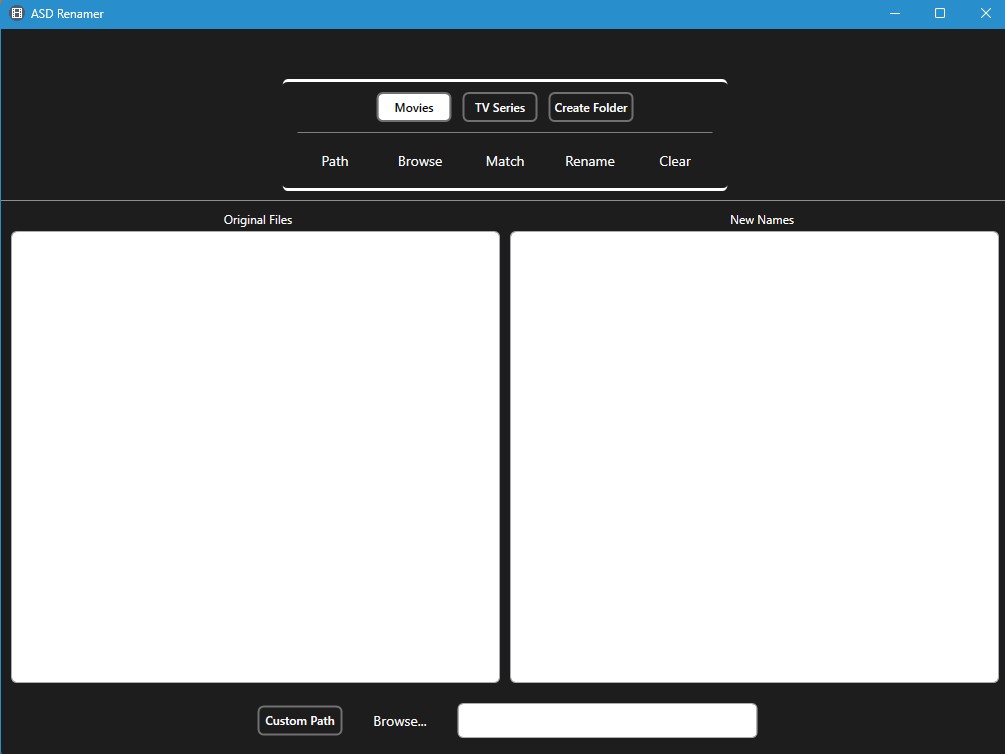 ASD Renamer
Movies TV Series Create Folder
Path Browse Match Rename Clear
Original Files New Names
Custom Path Browse...